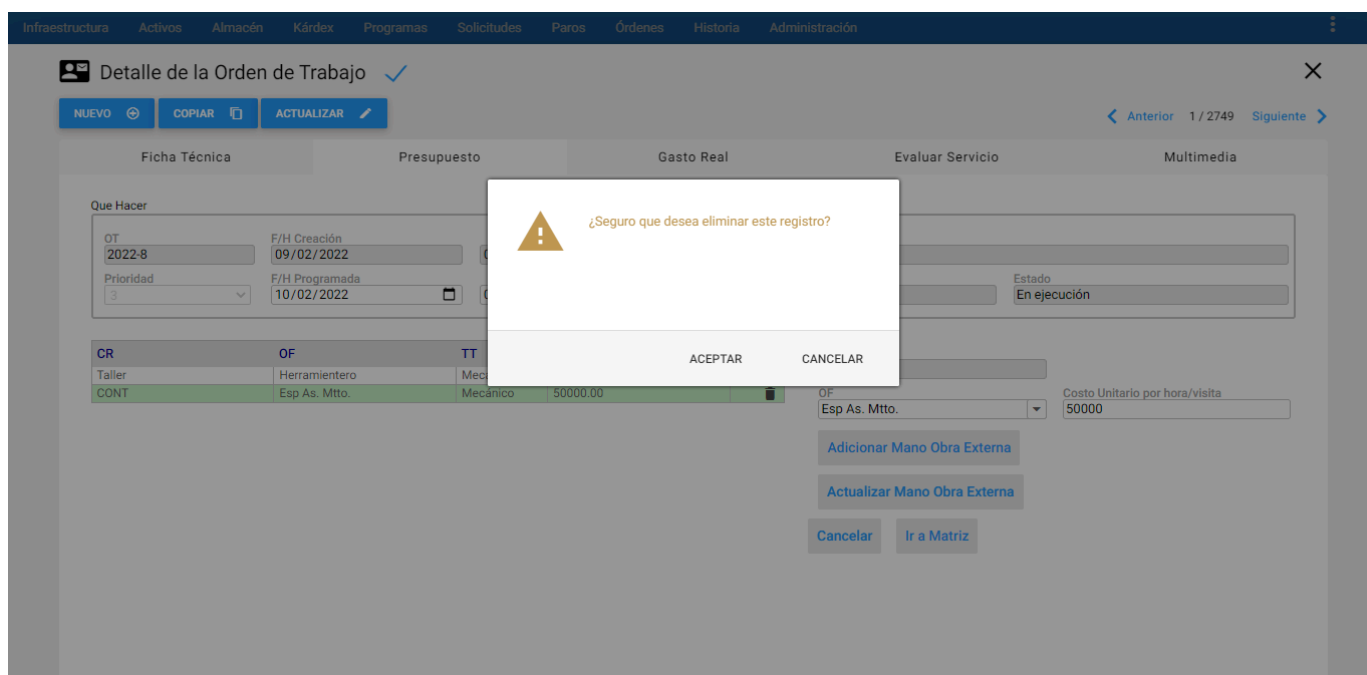 Infraestructura Activos Almacén Kárdex Programas Solicitudes Paros Órdenes Historia Administración
Detalle de la Orden de Trabajo
NUEVO COPIAR ACTUALIZAR
Anterior 1 / 2749 Siguiente
Ficha Técnica Presupuesto Gasto Real Evaluar Servicio Multimedia
¿Seguro que desea eliminar este registro?
ACEPTAR CANCELAR
Que Hacer
OT F/H Creación
2022-8 09/02/2022
Prioridad F/H Programada Estado
3 10/02/2022 En ejecución
CR OF TT
Taller Herramientero
CONT Esp As. Mtto. Mecánico 50000.00
OF Costo Unitario por hora/visita
Esp As. Mtto. 50000
Adicionar Mano Obra Externa
Actualizar Mano Obra Externa
Cancelar Ir a Matriz